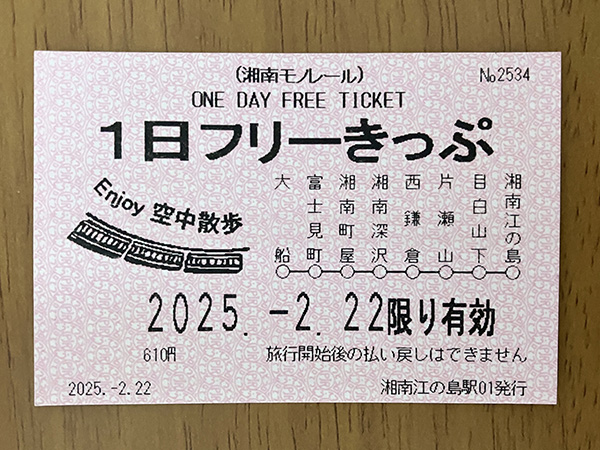 (湘南モノレール)
No2534
ONE DAY FREE TICKET
1日フリーきっぷ
Enjoy 空中散歩
大船
富士見町
湘南町屋
湘南深沢
西鎌倉
片瀬山
目白山下
湘南江の島
2025.-2.22限り有効
610円
旅行開始後の払い戻しはできません
2025.-2.22
湘南江の島駅01発行